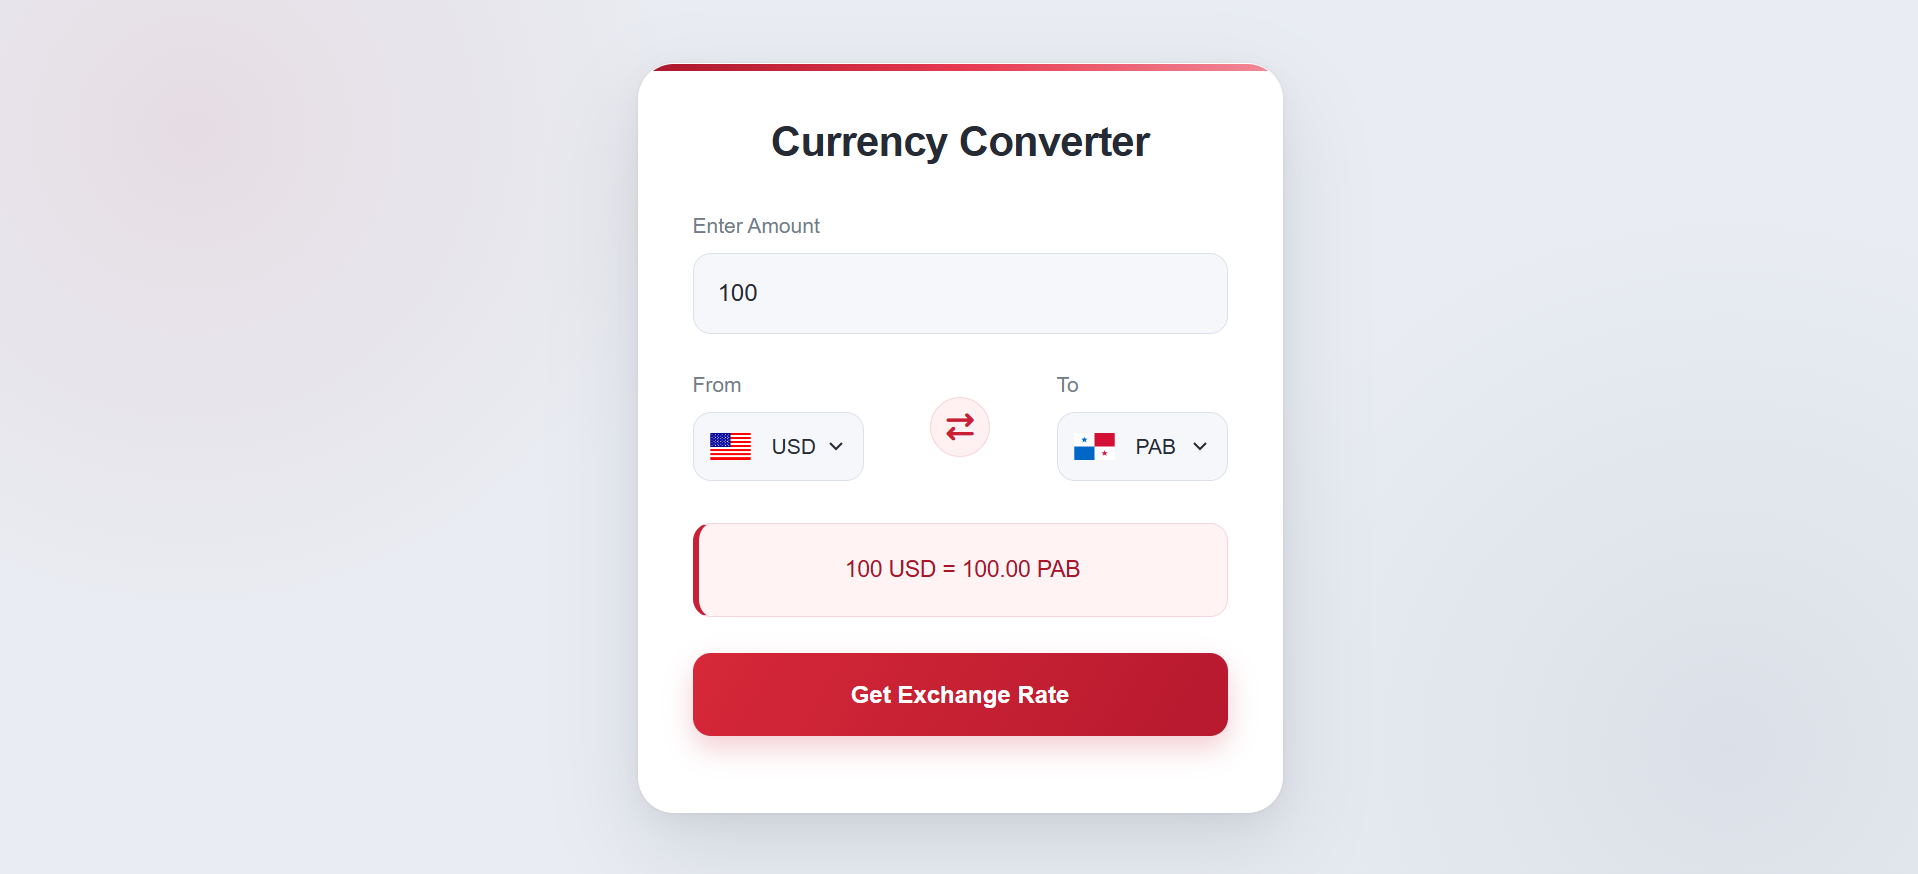 Currency Converter
Enter Amount
100
From
To
USD
PAB
100 USD = 100.00 PAB
Get Exchange Rate